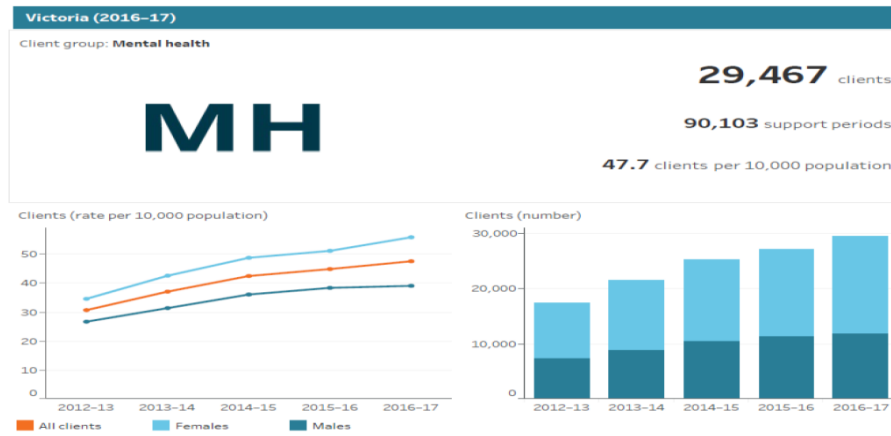 Victoria (2016–17)
Client group: Mental health
MH
29,467 clients
90,103 support periods
47.7 clients per 10,000 population
Clients (rate per 10,000 population)
50
40
30
20
10
0
2012–13 2013–14 2014–15 2015–16 2016–17
All clients Females Males
Clients (number)
30,000
20,000
10,000
0
2012–13 2013–14 2014–15 2015–16 2016–17